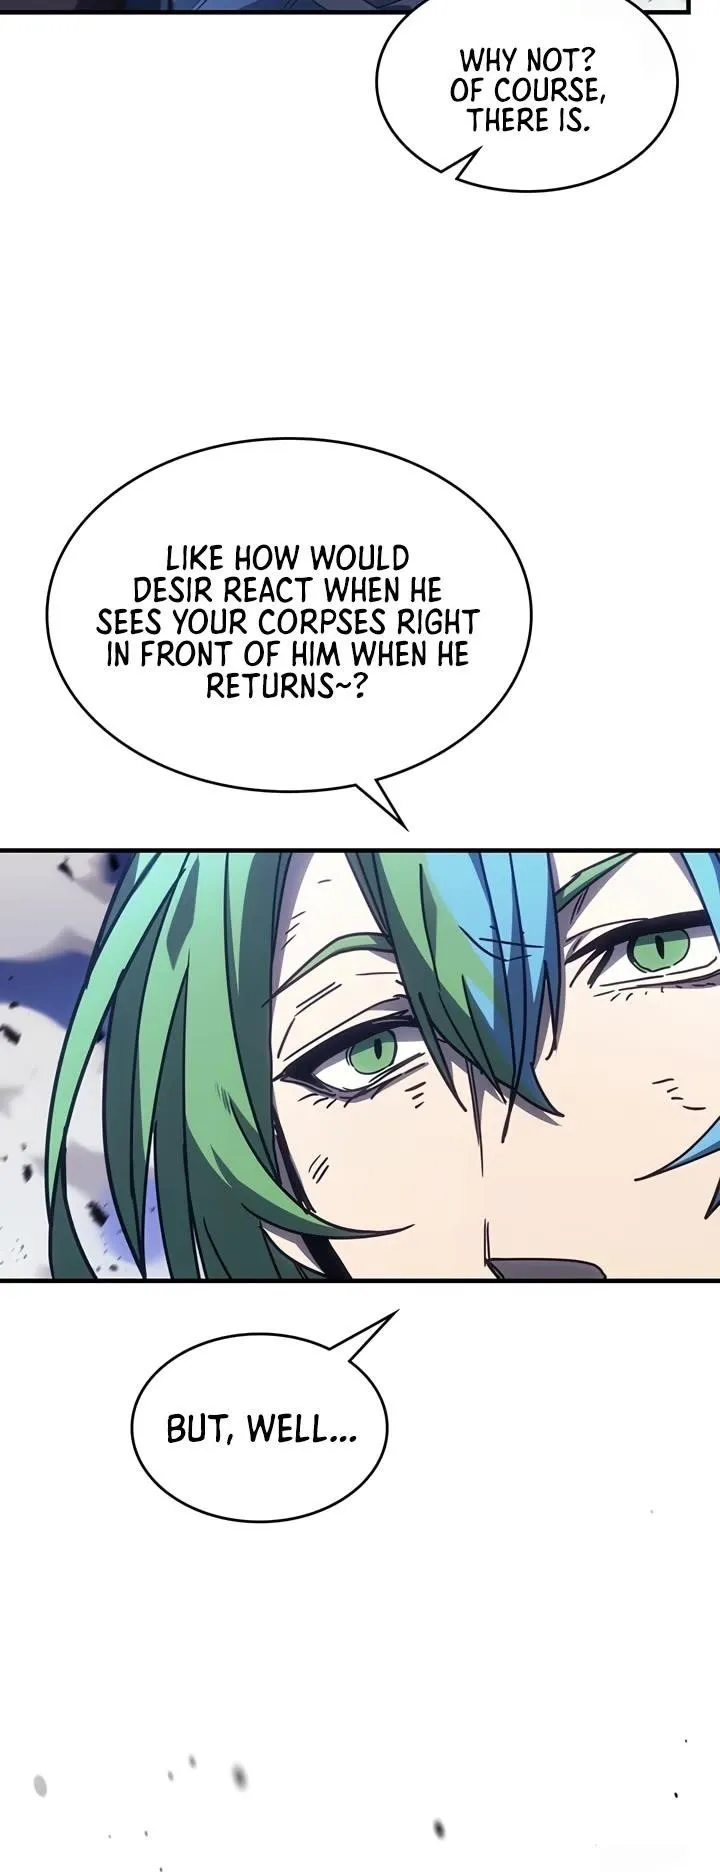 WHY NOT?
OF COURSE,
THERE IS.
LIKE HOW WOULD
DESIR REACT WHEN HE
SEES YOUR CORPSES RIGHT
IN FRONT OF HIM WHEN HE
RETURNS~?
BUT, WELL...